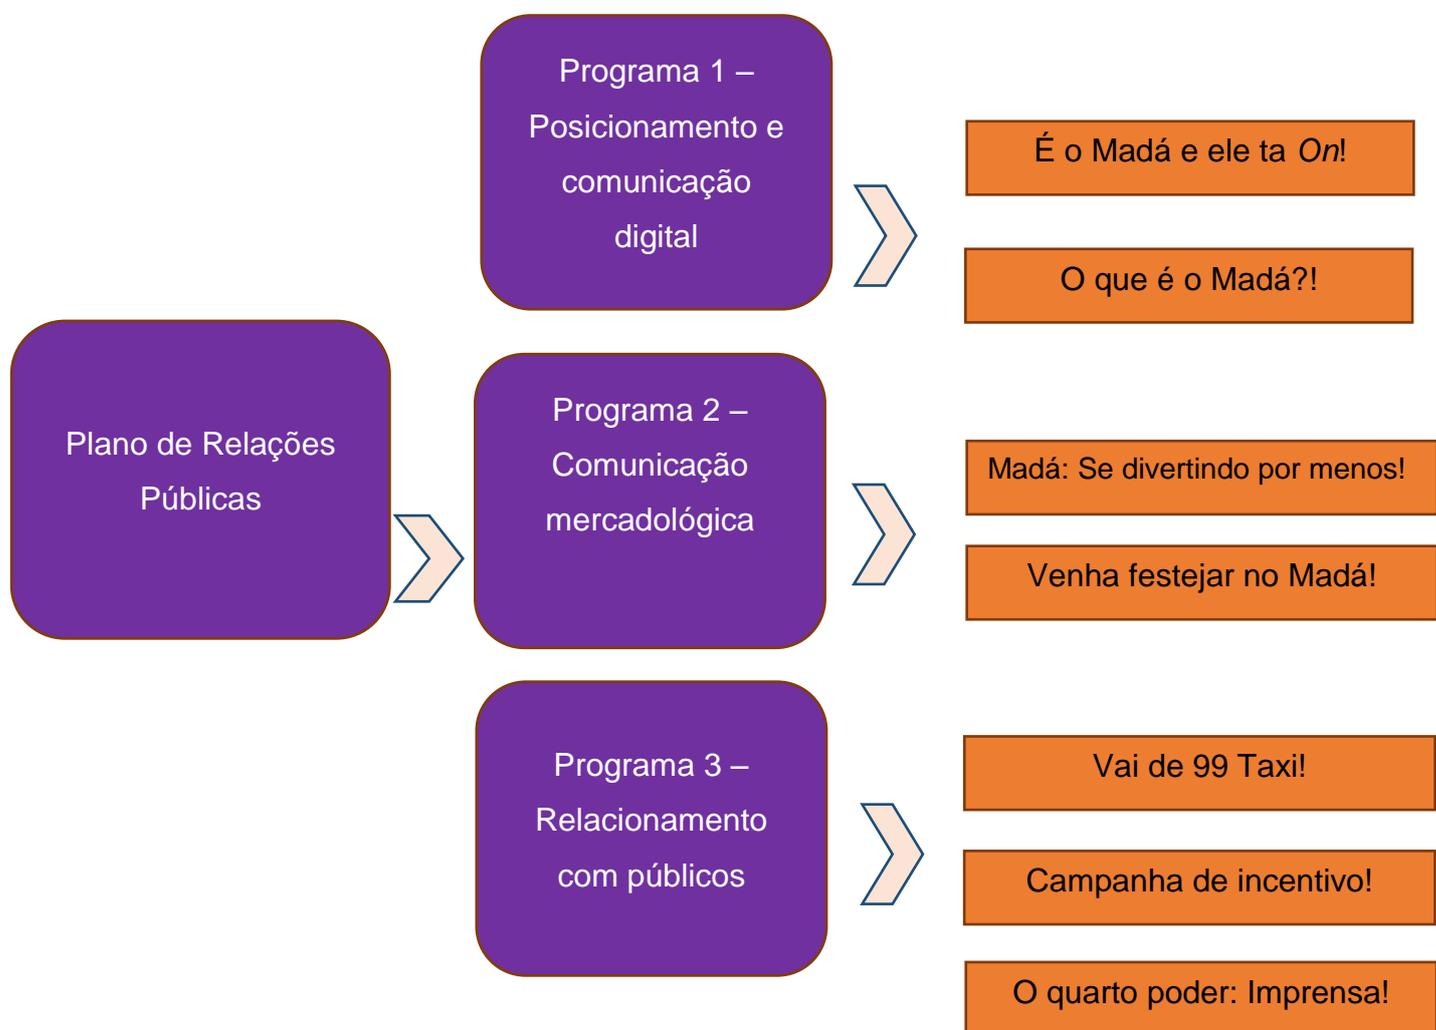 Plano de Relações
Públicas
Programa 1 –
Posicionamento e
comunicação
digital
É o Madá e ele ta On!
O que é o Madá?!
Programa 2 –
Comunicação
mercadológica
Madá: Se divertindo por menos!
Venha festejar no Madá!
Programa 3 –
Relacionamento
com públicos
Vai de 99 Taxi!
Campanha de incentivo!
O quarto poder: Imprensa!